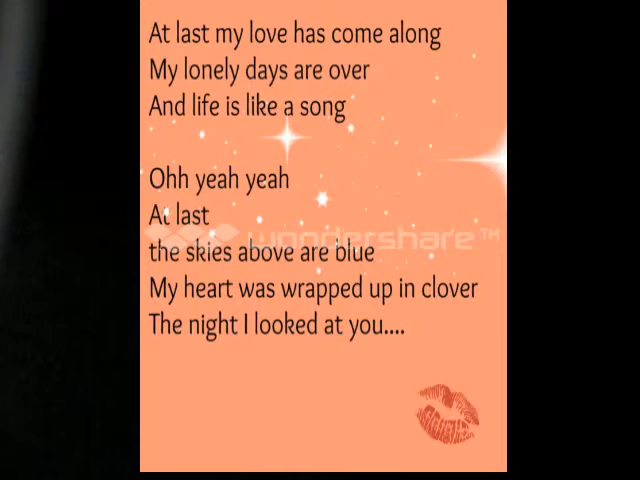 At last my love has come along
My lonely days are over
And life is like a song
Ohh yeah yeah
At last
wondershare™
the skies above are blue
My heart was wrapped up in clover
The night I looked at you....